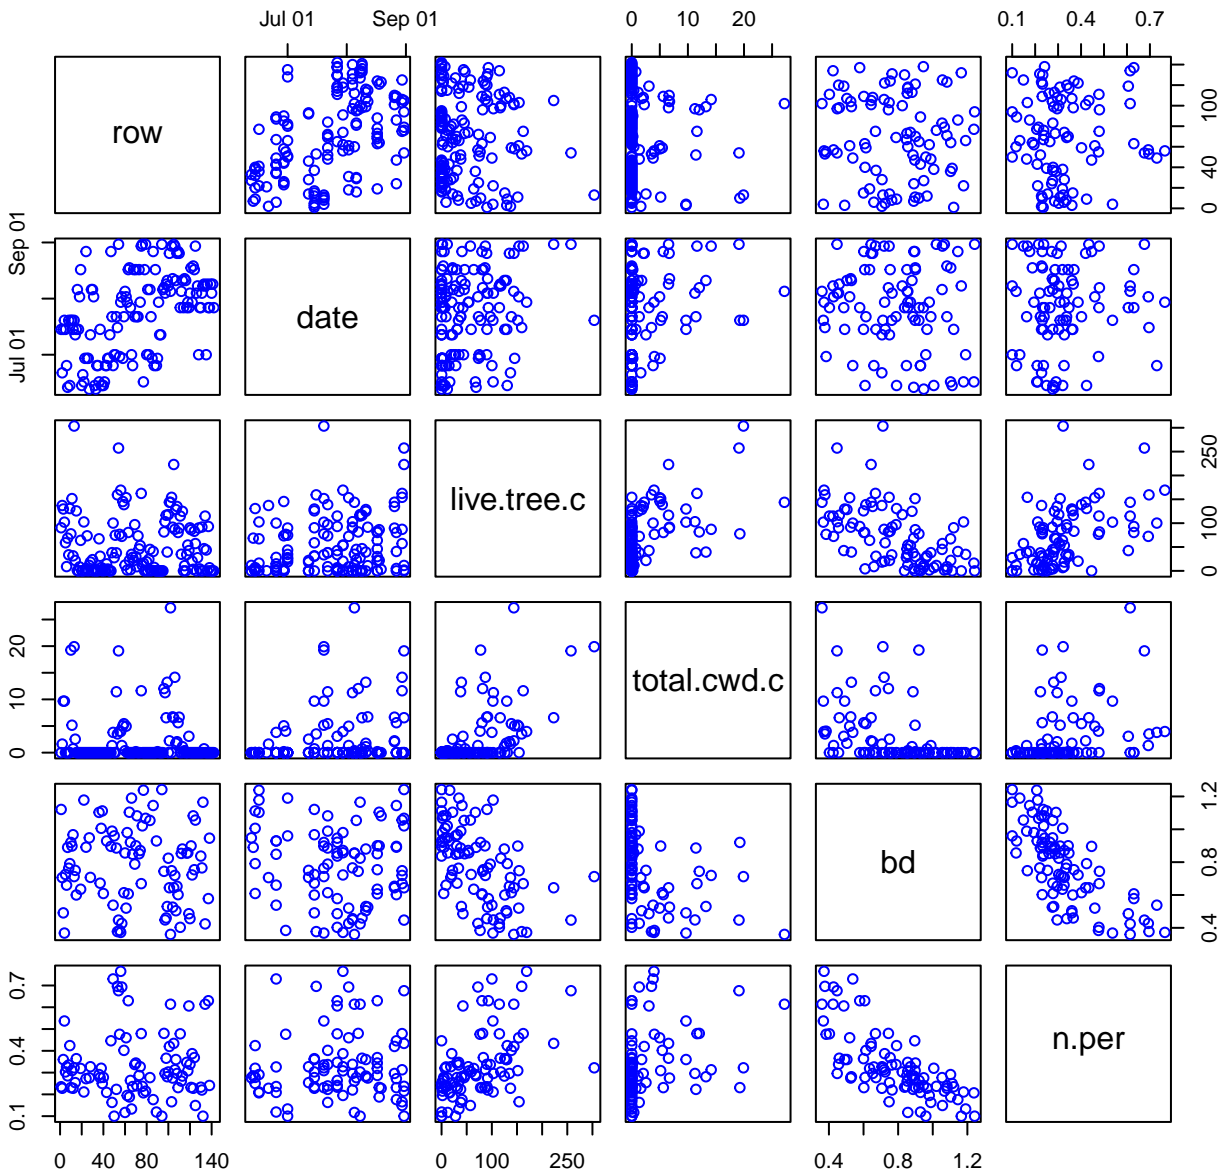 Jul 01 Sep 01 0 10 20 0.1 0.4 0.7
row 0 40 100
Jul 01 Sep 01 date
live.tree.c 0 100 250
0 10 20 total.cwd.c
bd 0.4 0.8 1.2
0.1 0.4 0.7 n.per
0 40 80 140 0 100 250 0.4 0.8 1.2